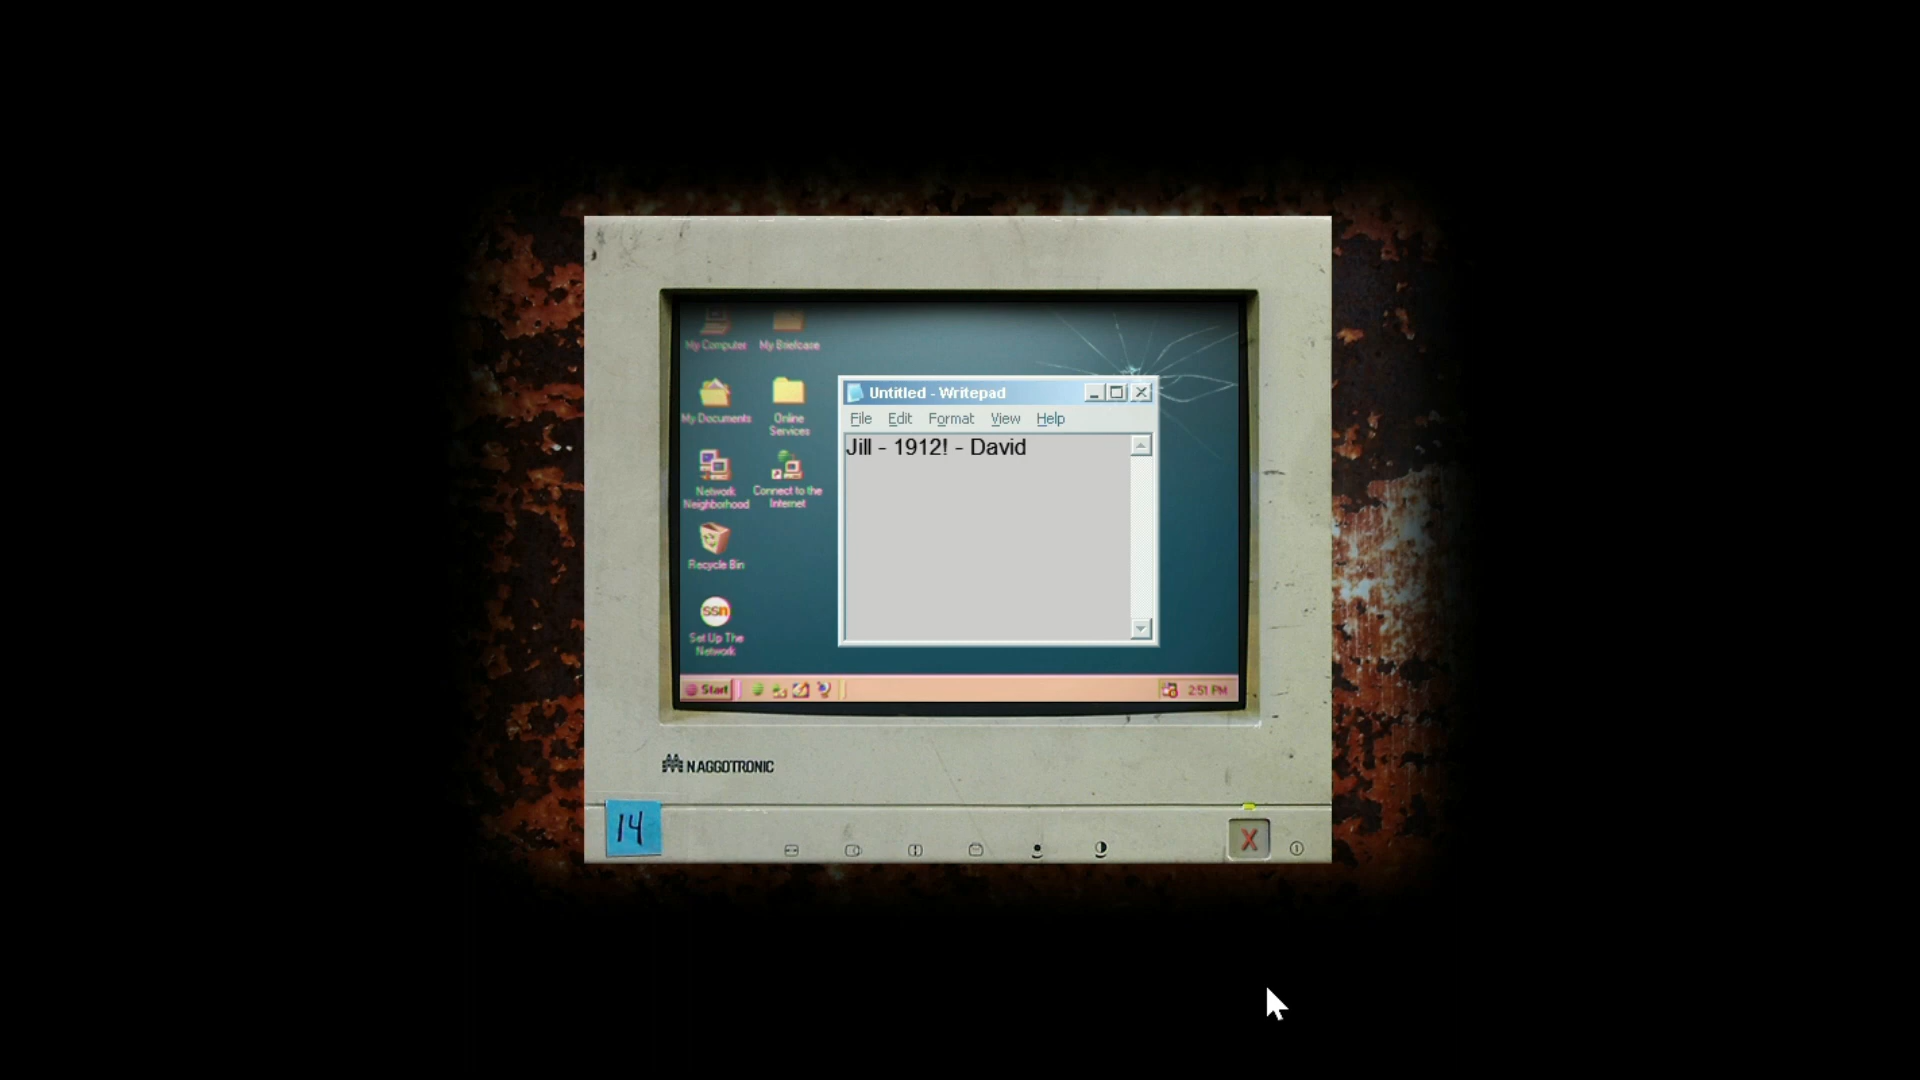 My Computer
My Briefcase
My Documents
Online
Services
Network
Neighborhood
Connect to the
Internet
Recycle Bin
ssn
Set Up The
Network
Untitled - Writepad
File Edit Format View Help
Jill - 1912! - David
Start
2:51 PM
NAGGOTRONIC
14
X